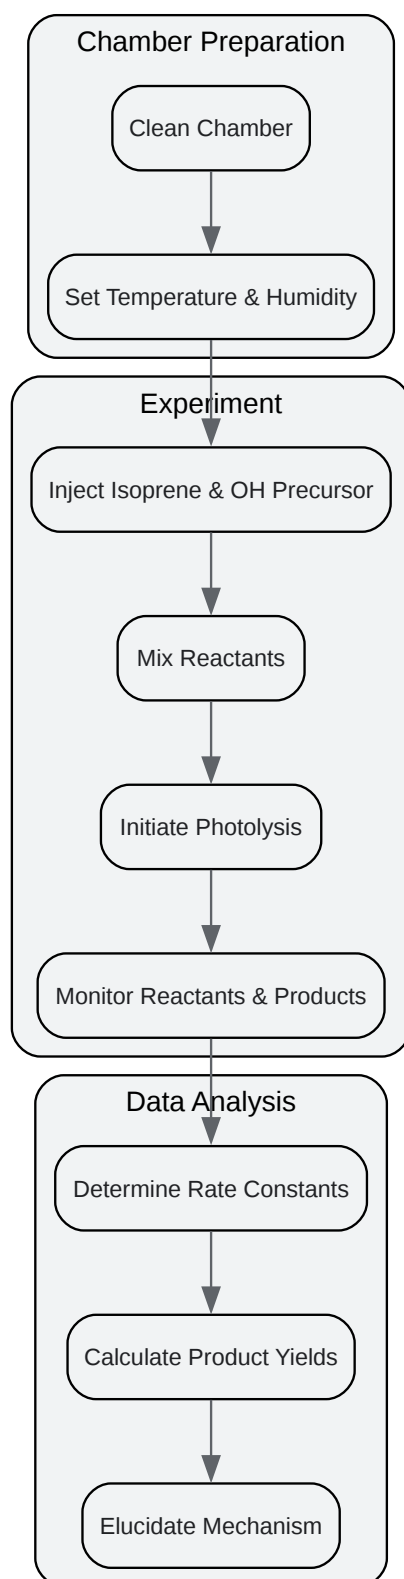 Chamber Preparation
Clean Chamber
Set Temperature & Humidity
Experiment
Inject Isoprene & OH Precursor
Mix Reactants
Initiate Photolysis
Monitor Reactants & Products
Data Analysis
Determine Rate Constants
Calculate Product Yields
Elucidate Mechanism